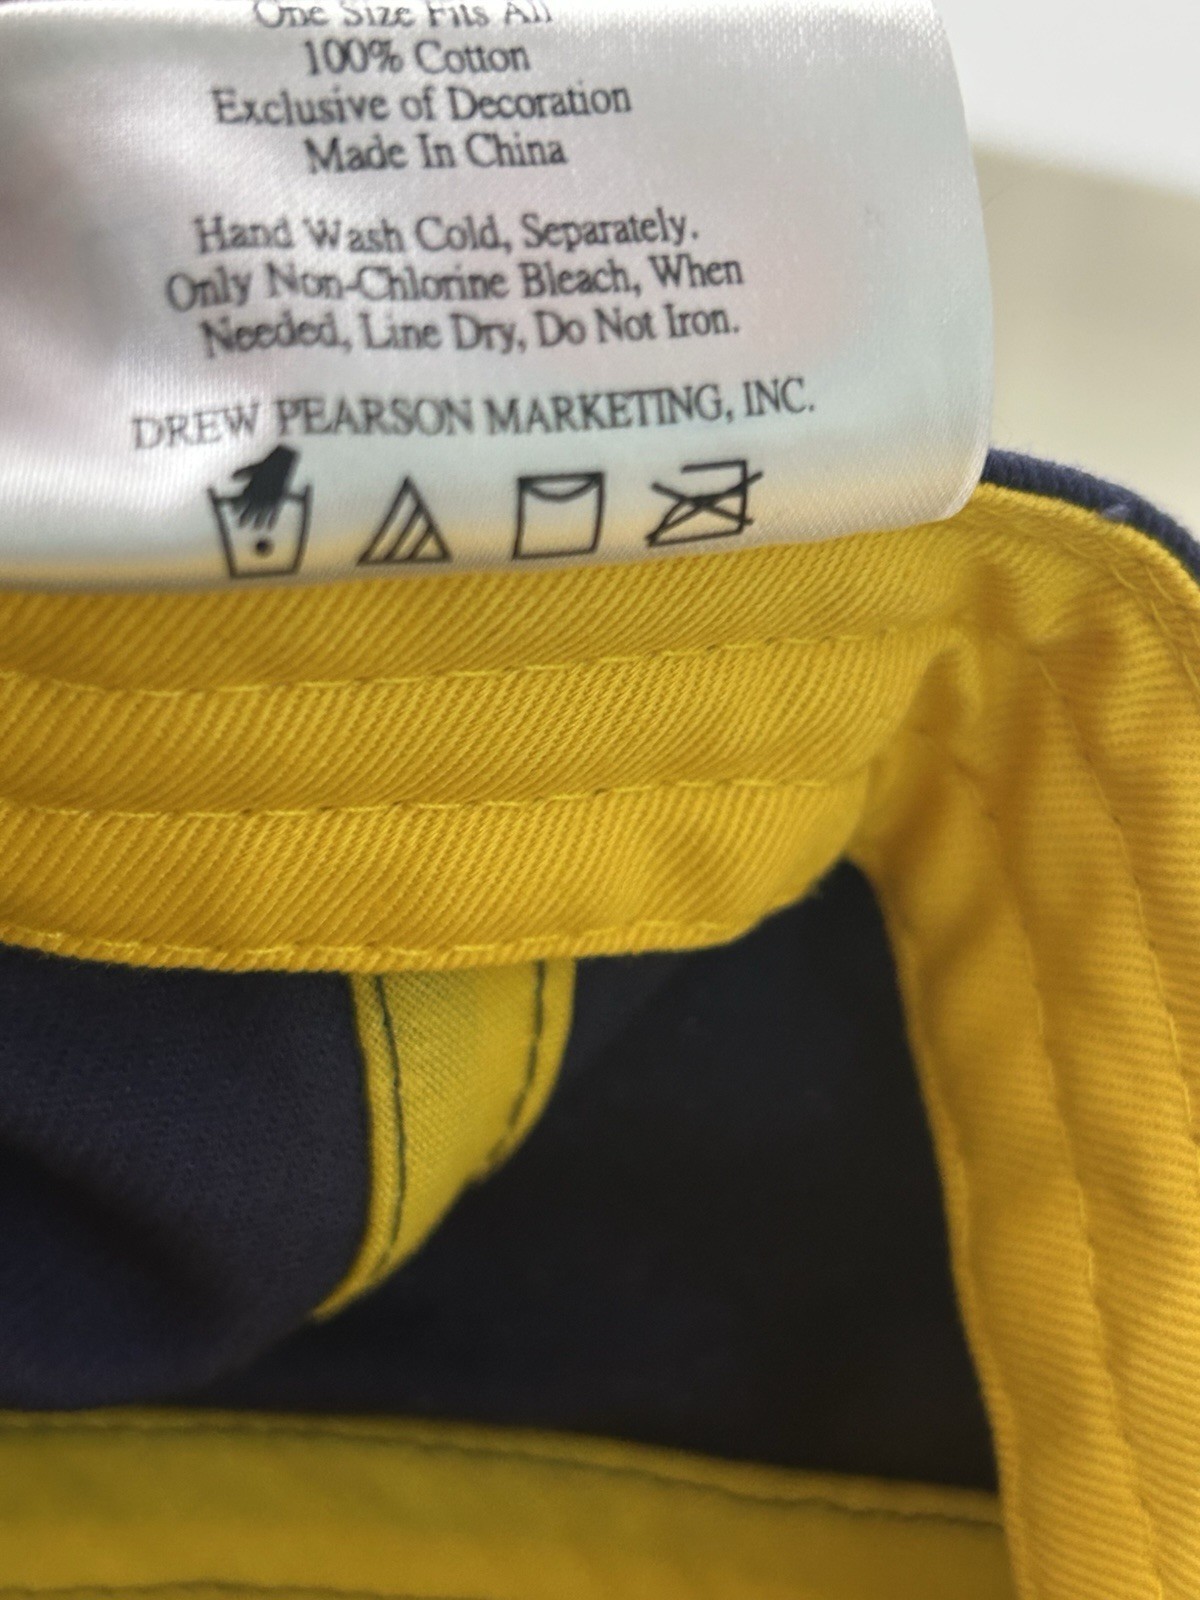 One Size Fits All
100% Cotton
Exclusive of Decoration
Made In China
Hand Wash Cold, Separately.
Only Non-Chlorine Bleach, When
Needed, Line Dry, Do Not Iron.
DREW PEARSON MARKETING, INC.